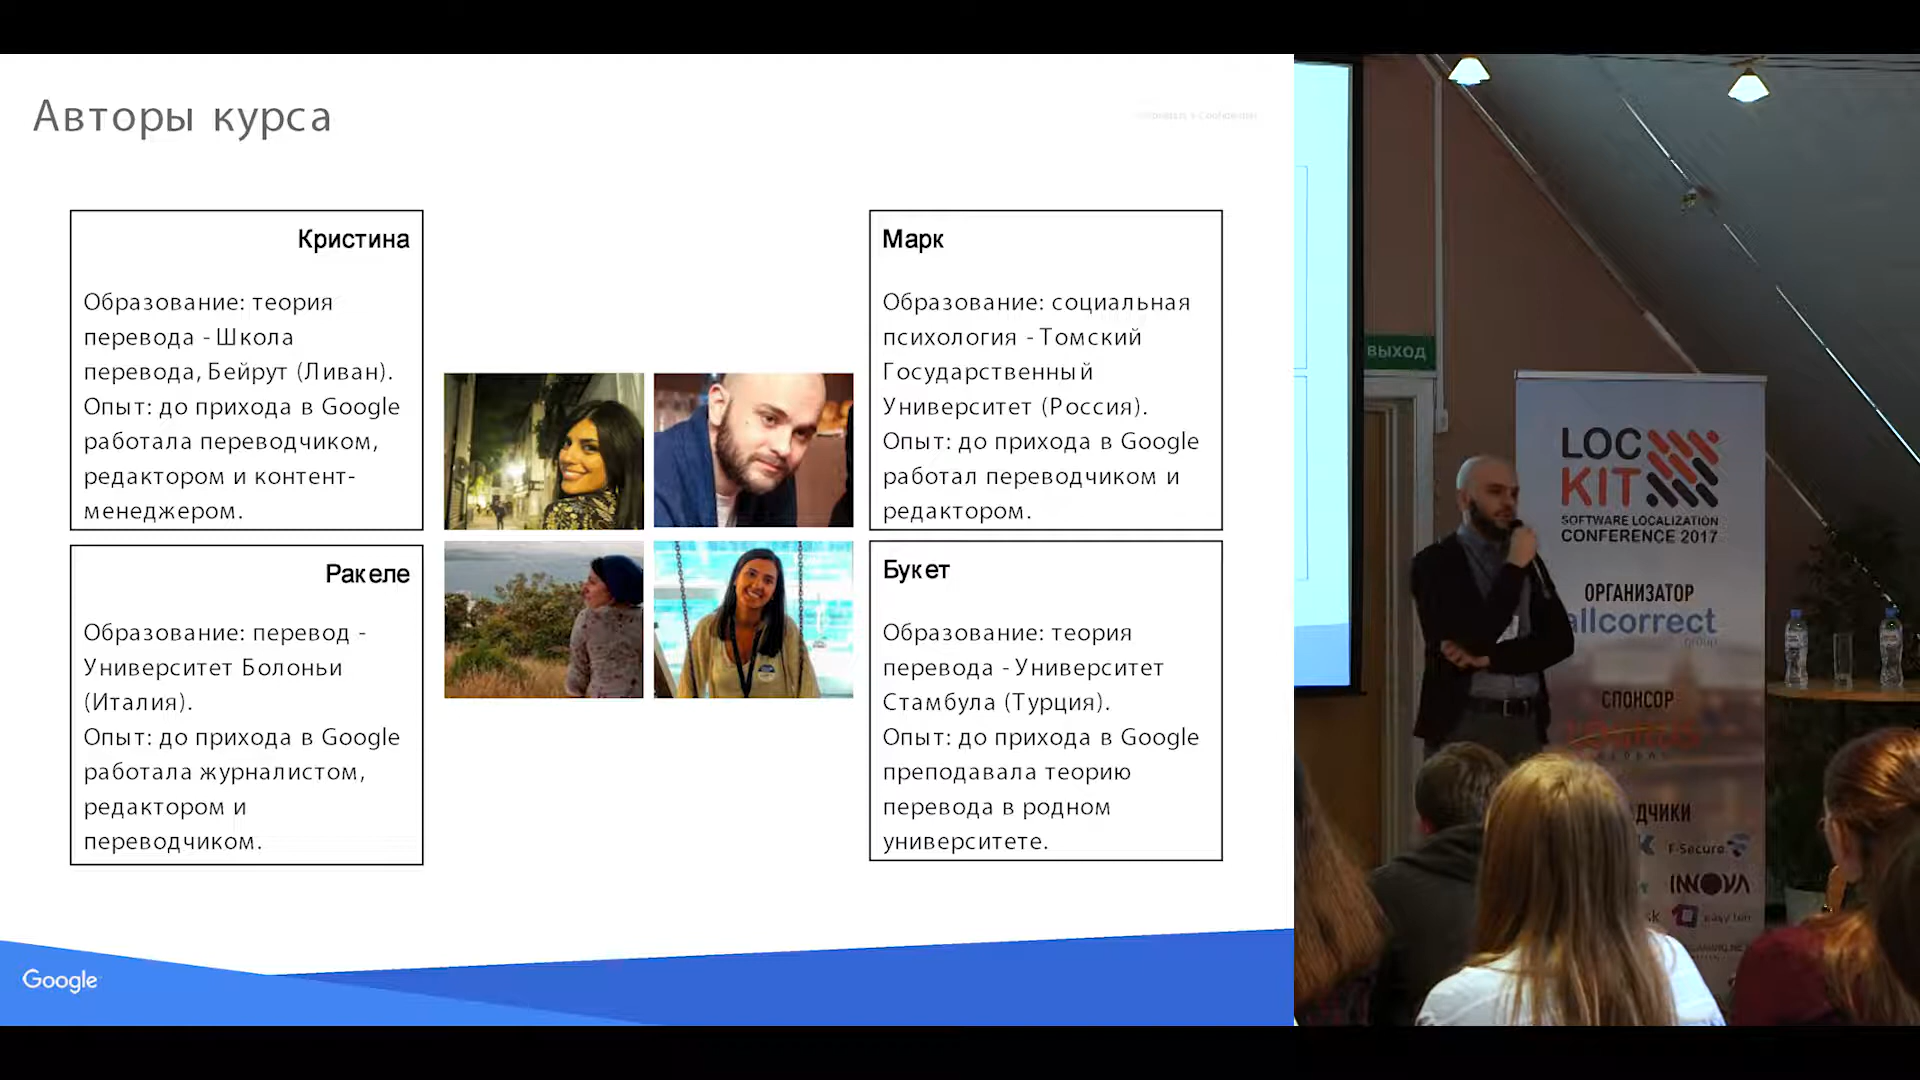 Авторы курса
Кристина
Образование: теория
перевода - Школа
перевода, Бейрут (Ливан).
Опыт: до прихода в Google
работала переводчиком,
редактором и контент-
менеджером.
Марк
Образование: социальная
психология - Томский
Государственный
Университет (Россия).
Опыт: до прихода в Google
работал переводчиком и
редактором.
Ракеле
Образование: перевод -
Университет Болоньи
(Италия).
Опыт: до прихода в Google
работала журналистом,
редактором и
переводчиком.
Букет
Образование: теория
перевода - Университет
Стамбула (Турция).
Опыт: до прихода в Google
преподавала теорию
перевода в родном
университете.
Google
ВЫХОД
LOC
KIT
SOFTWARE LOCALIZATION
CONFERENCE 2017
ОРГАНИЗАТОР
allcorrect
group
СПОНСОР
F-Secure
INNOVA